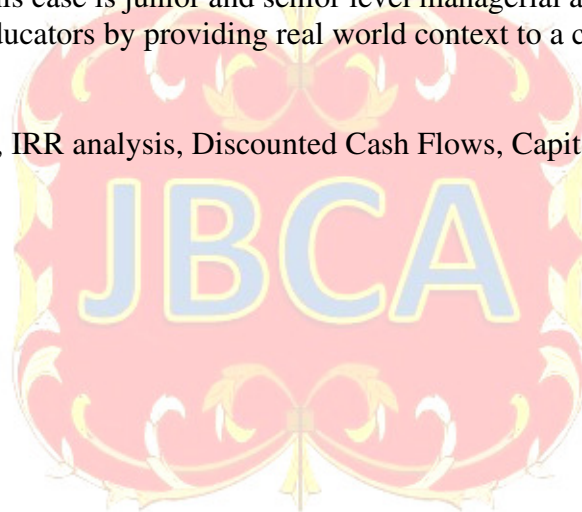 his case is junior and senior level managerial a
ducators by providing real world context to a c
, IRR analysis, Discounted Cash Flows, Capit
JBCA